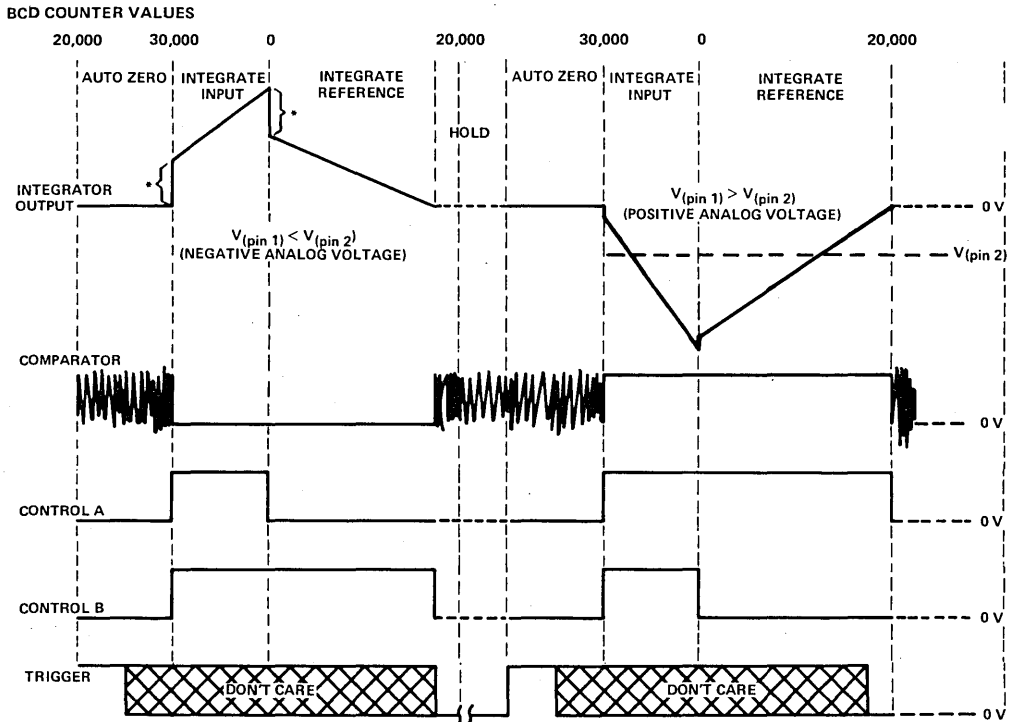 BCD COUNTER VALUES
20,000 30,000 0 20,000 30,000 0 20,000
AUTO ZERO INTEGRATE INPUT INTEGRATE REFERENCE HOLD AUTO ZERO INTEGRATE INPUT INTEGRATE REFERENCE
*
*
INTEGRATOR OUTPUT
V(pin 1) < V(pin 2)
(NEGATIVE ANALOG VOLTAGE)
V(pin 1) > V(pin 2)
(POSITIVE ANALOG VOLTAGE)
0 V
V(pin 2)
COMPARATOR
0 V
CONTROL A
0 V
CONTROL B
0 V
TRIGGER
DON'T CARE
DON'T CARE
0 V